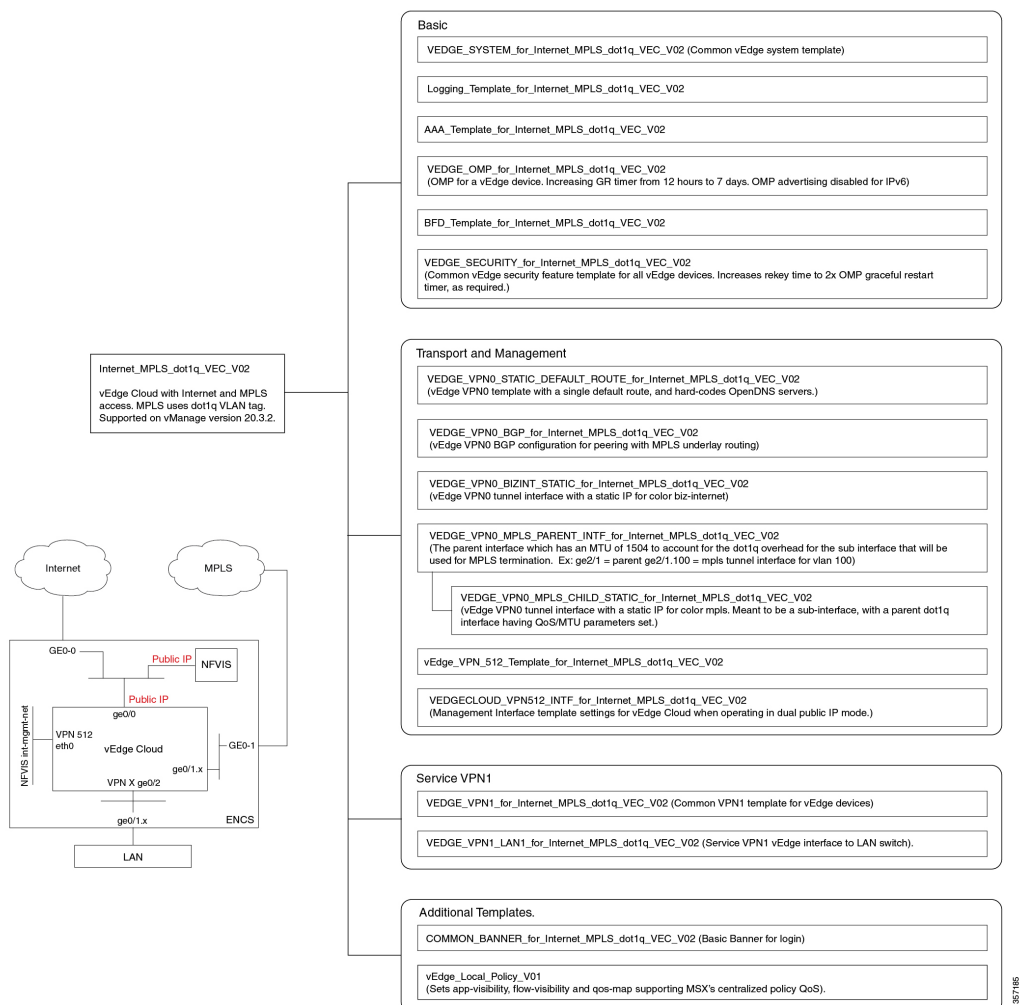 Basic
VEDGE_SYSTEM_for_Internet_MPLS_dot1q_VEC_V02 (Common vEdge system template)
Logging_Template_for_Internet_MPLS_dot1q_VEC_V02
AAA_Template_for_Internet_MPLS_dot1q_VEC_V02
VEDGE_OMP_for_Internet_MPLS_dot1q_VEC_V02
(OMP for a vEdge device. Increasing GR timer from 12 hours to 7 days. OMP advertising disabled for IPv6)
BFD_Template_for_Internet_MPLS_dot1q_VEC_V02
VEDGE_SECURITY_for_Internet_MPLS_dot1q_VEC_V02
(Common vEdge security feature template for all vEdge devices. Increases rekey time to 2x OMP graceful restart
timer, as required.)
Internet_MPLS_dot1q_VEC_V02
vEdge Cloud with Internet and MPLS
access. MPLS uses dot1q VLAN tag.
Supported on vManage version 20.3.2.
Transport and Management
VEDGE_VPN0_STATIC_DEFAULT_ROUTE_for_Internet_MPLS_dot1q_VEC_V02
(vEdge VPN0 template with a single default route, and hard-codes OpenDNS servers.)
VEDGE_VPN0_BGP_for_Internet_MPLS_dot1q_VEC_V02
(vEdge VPN0 BGP configuration for peering with MPLS underlay routing)
VEDGE_VPN0_BIZINT_STATIC_for_Internet_MPLS_dot1q_VEC_V02
(vEdge VPN0 tunnel interface with a static IP for color biz-internet)
VEDGE_VPN0_MPLS_PARENT_INTF_for_Internet_MPLS_dot1q_VEC_V02
(The parent interface which has an MTU of 1504 to account for the dot1q overhead for the sub interface that will be
used for MPLS termination. Ex: ge2/1 = parent ge2/1.100 = mpls tunnel interface for vlan 100)
VEDGE_VPN0_MPLS_CHILD_STATIC_for_Internet_MPLS_dot1q_VEC_V02
(vEdge VPN0 tunnel interface with a static IP for color mpls. Meant to be a sub-interface, with a parent dot1q
interface having QoS/MTU parameters set.)
vEdge_VPN_512_Template_for_Internet_MPLS_dot1q_VEC_V02
VEDGECLOUD_VPN512_INTF_for_Internet_MPLS_dot1q_VEC_V02
(Management Interface template settings for vEdge Cloud when operating in dual public IP mode.)
Internet
MPLS
GE0-0
Public IP
NFVIS
Public IP
ge0/0
NFVIS int-mgmt-net
VPN 512
eth0
vEdge Cloud
GE0-1
ge0/1.x
VPN X ge0/2
ge0/1.x
ENCS
LAN
Service VPN1
VEDGE_VPN1_for_Internet_MPLS_dot1q_VEC_V02 (Common VPN1 template for vEdge devices)
VEDGE_VPN1_LAN1_for_Internet_MPLS_dot1q_VEC_V02 (Service VPN1 vEdge interface to LAN switch).
Additional Templates.
COMMON_BANNER_for_Internet_MPLS_dot1q_VEC_V02 (Basic Banner for login)
vEdge_Local_Policy_V01
(Sets app-visibility, flow-visibility and qos-map supporting MSX's centralized policy QoS).
357185